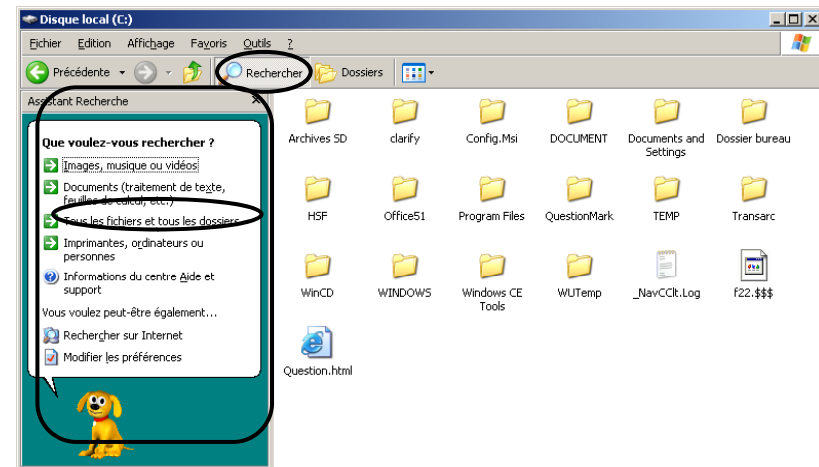 Disque local (C:)
Fichier Edition Affichage Favoris Outils ?
Précédente Rechercher Dossiers
Assistant Recherche
Que voulez-vous rechercher ?
Images, musique ou vidéos
Documents (traitement de texte,
feuilles de calcul, etc.)
Tous les fichiers et tous les dossiers
Imprimantes, ordinateurs ou
personnes
Informations du centre Aide et
support
Vous voulez peut-être également...
Rechercher sur Internet
Modifier les préférences
Archives SD clarify Config.Msi DOCUMENT Documents and Dossier bureau
Settings
HSF Office51 Program Files QuestionMark TEMP Transarc
WinCD WINDOWS Windows CE WUTemp _NavCClt.Log f22.$$$
Tools
Question.html